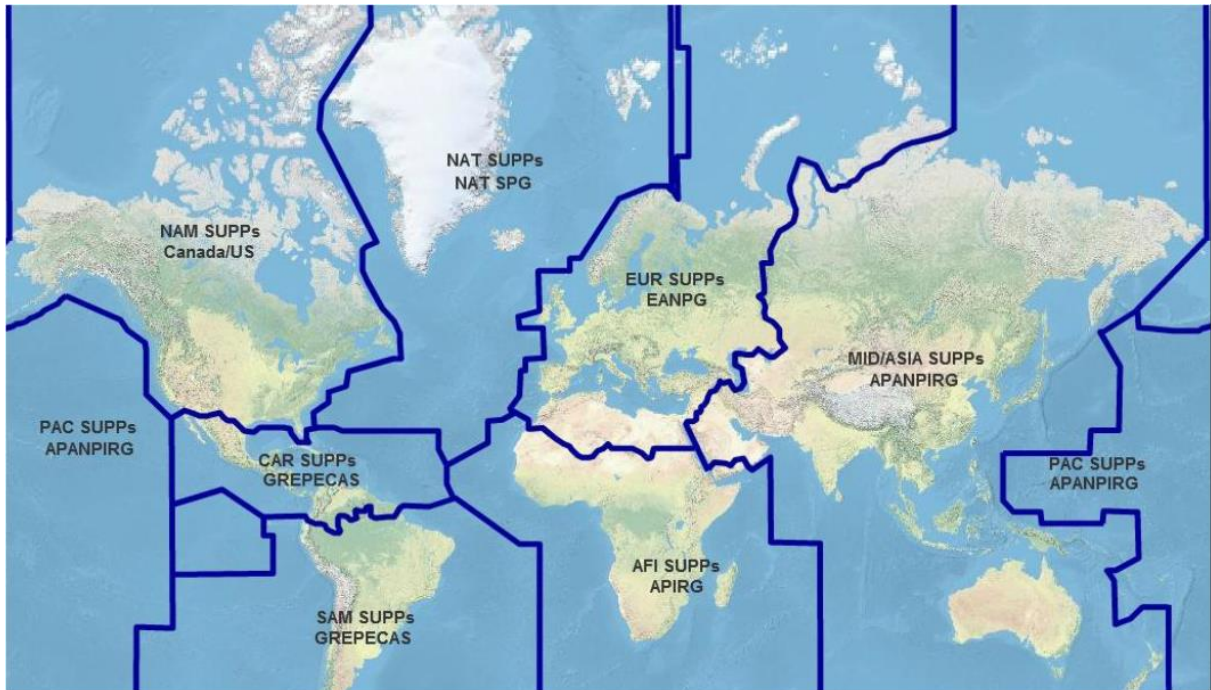 NAT SUPPs
NAT SPG
NAM SUPPs
Canada/US
EUR SUPPs
EANPG
MID/ASIA SUPPs
APANPIRG
PAC SUPPs
APANPIRG
CAR SUPPs
GREPECAS
PAC SUPPs
APANPIRG
AFI SUPPs
APIRG
SAM SUPPs
GREPECAS